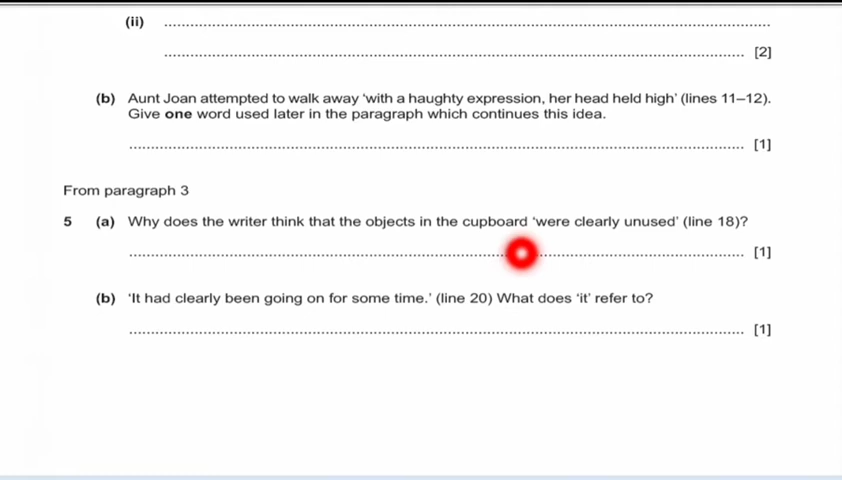 (ii) ........................................
........................................ [2]
(b) Aunt Joan attempted to walk away ‘with a haughty expression, her head held high’ (lines 11–12).
Give one word used later in the paragraph which continues this idea.
........................................ [1]
From paragraph 3
5 (a) Why does the writer think that the objects in the cupboard ‘were clearly unused’ (line 18)?
........................................ [1]
(b) ‘It had clearly been going on for some time.’ (line 20) What does ‘it’ refer to?
........................................ [1]